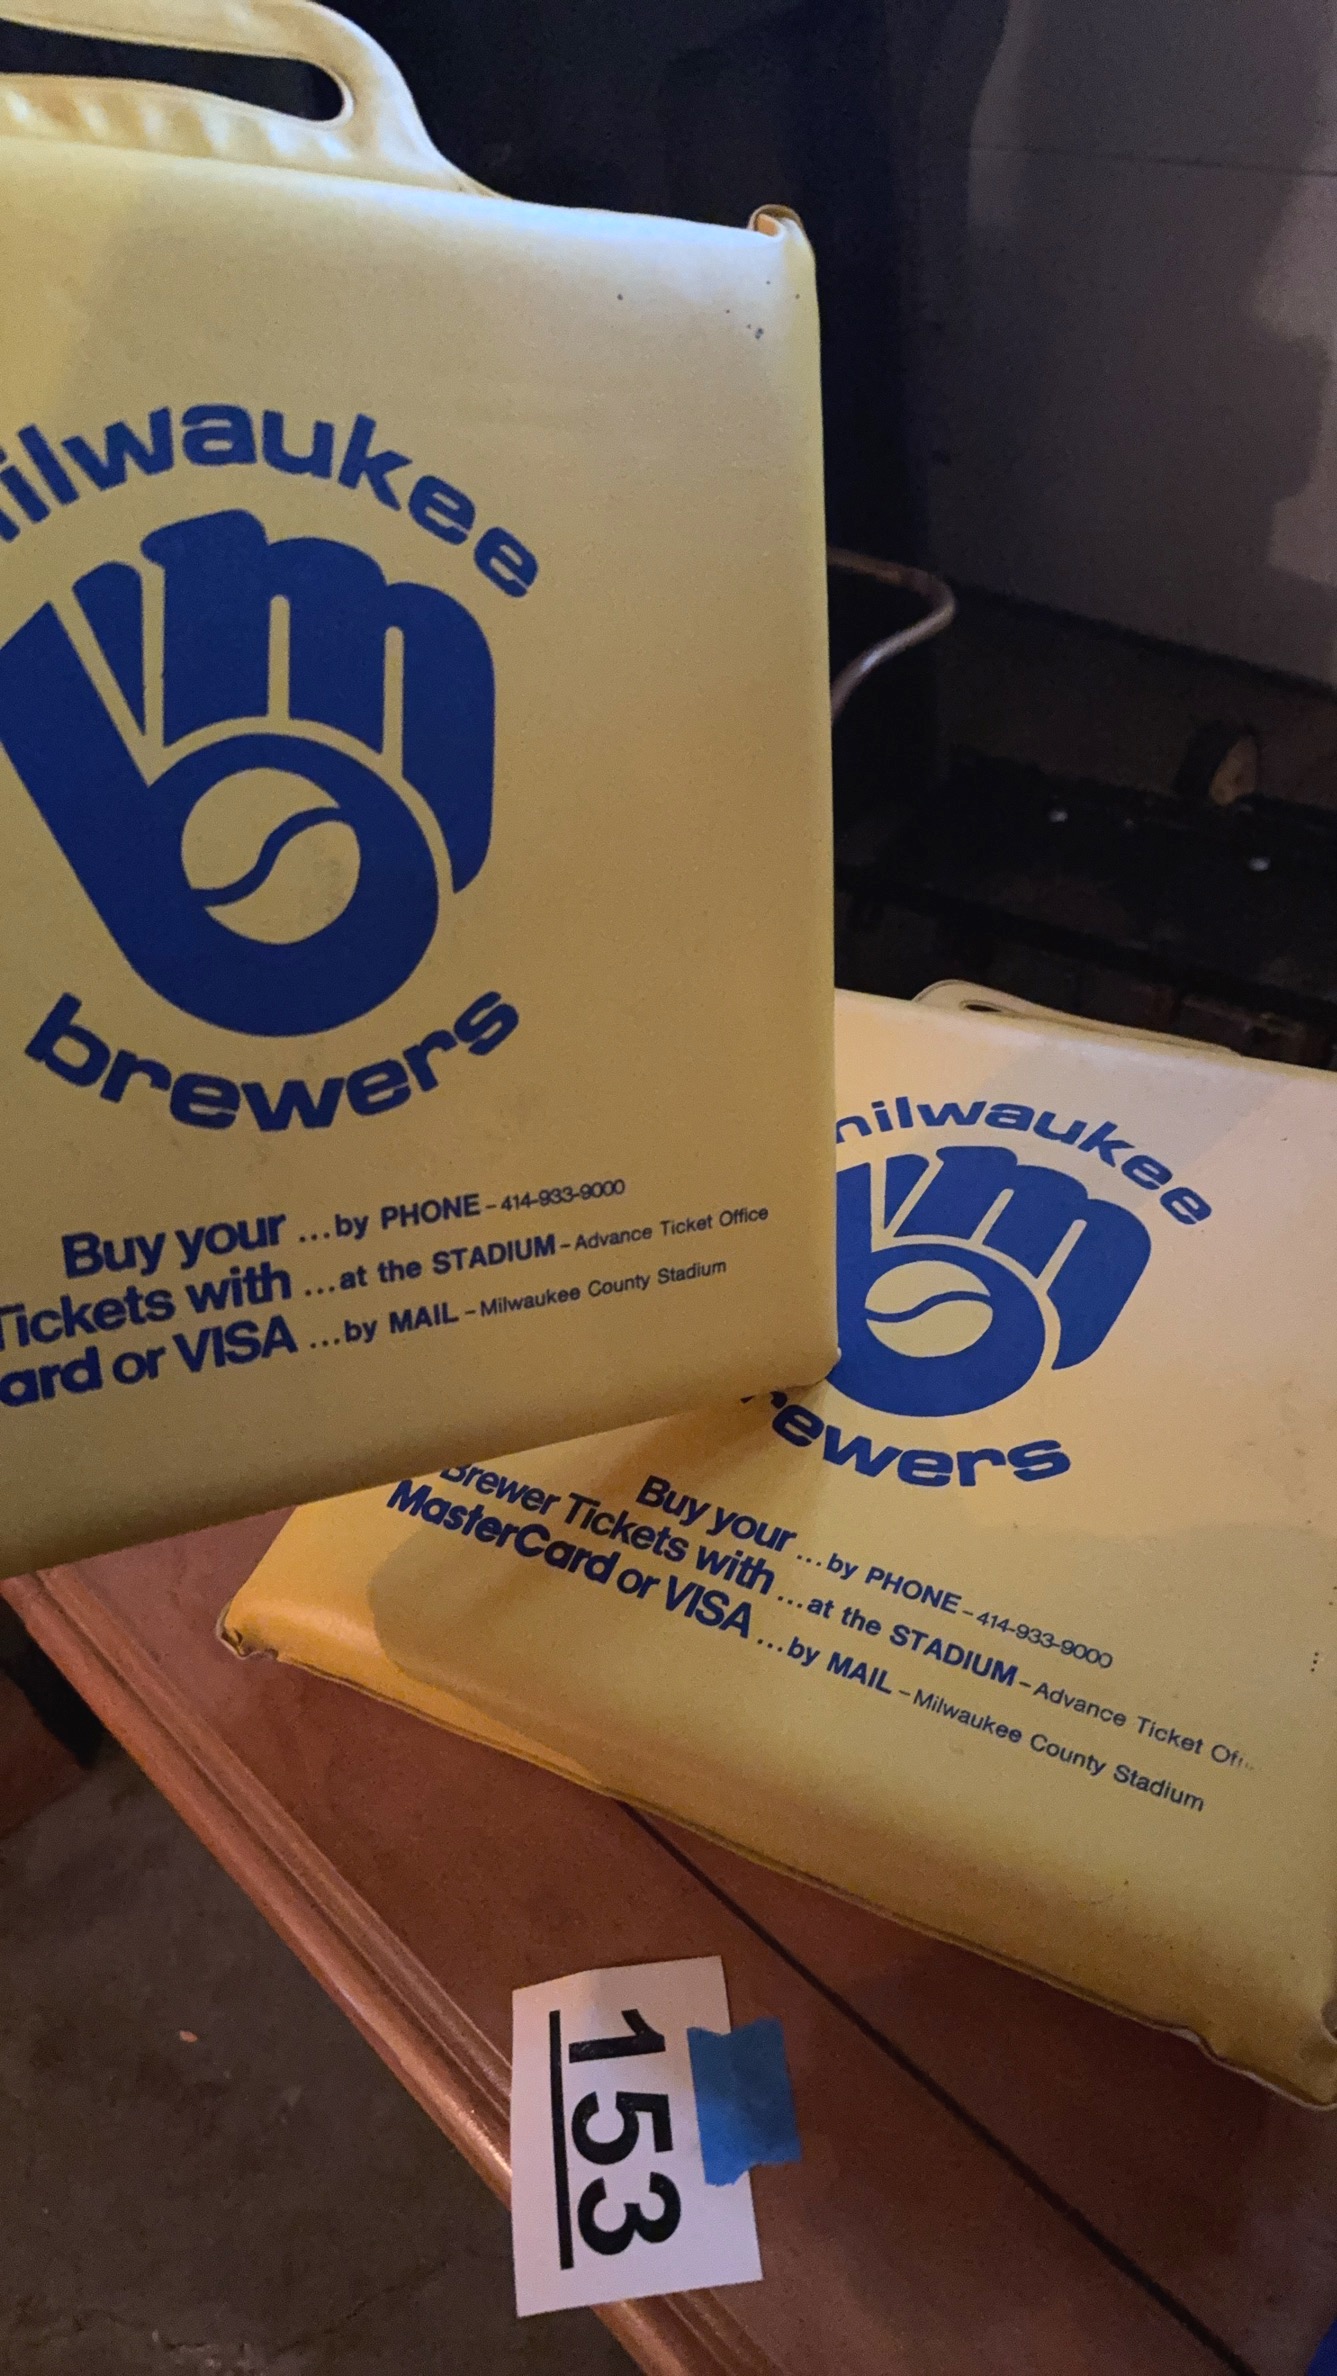 ilwaukee
brewers
Buy your ...by PHONE – 414-933-9000
Tickets with ...at the STADIUM – Advance Ticket Office
ard or VISA ...by MAIL – Milwaukee County Stadium
milwaukee
rewers
Buy your ...by PHONE – 414-933-9000
Brewer Tickets with ...at the STADIUM – Advance Ticket
MasterCard or VISA ...by MAIL – Milwaukee County Stadium
153